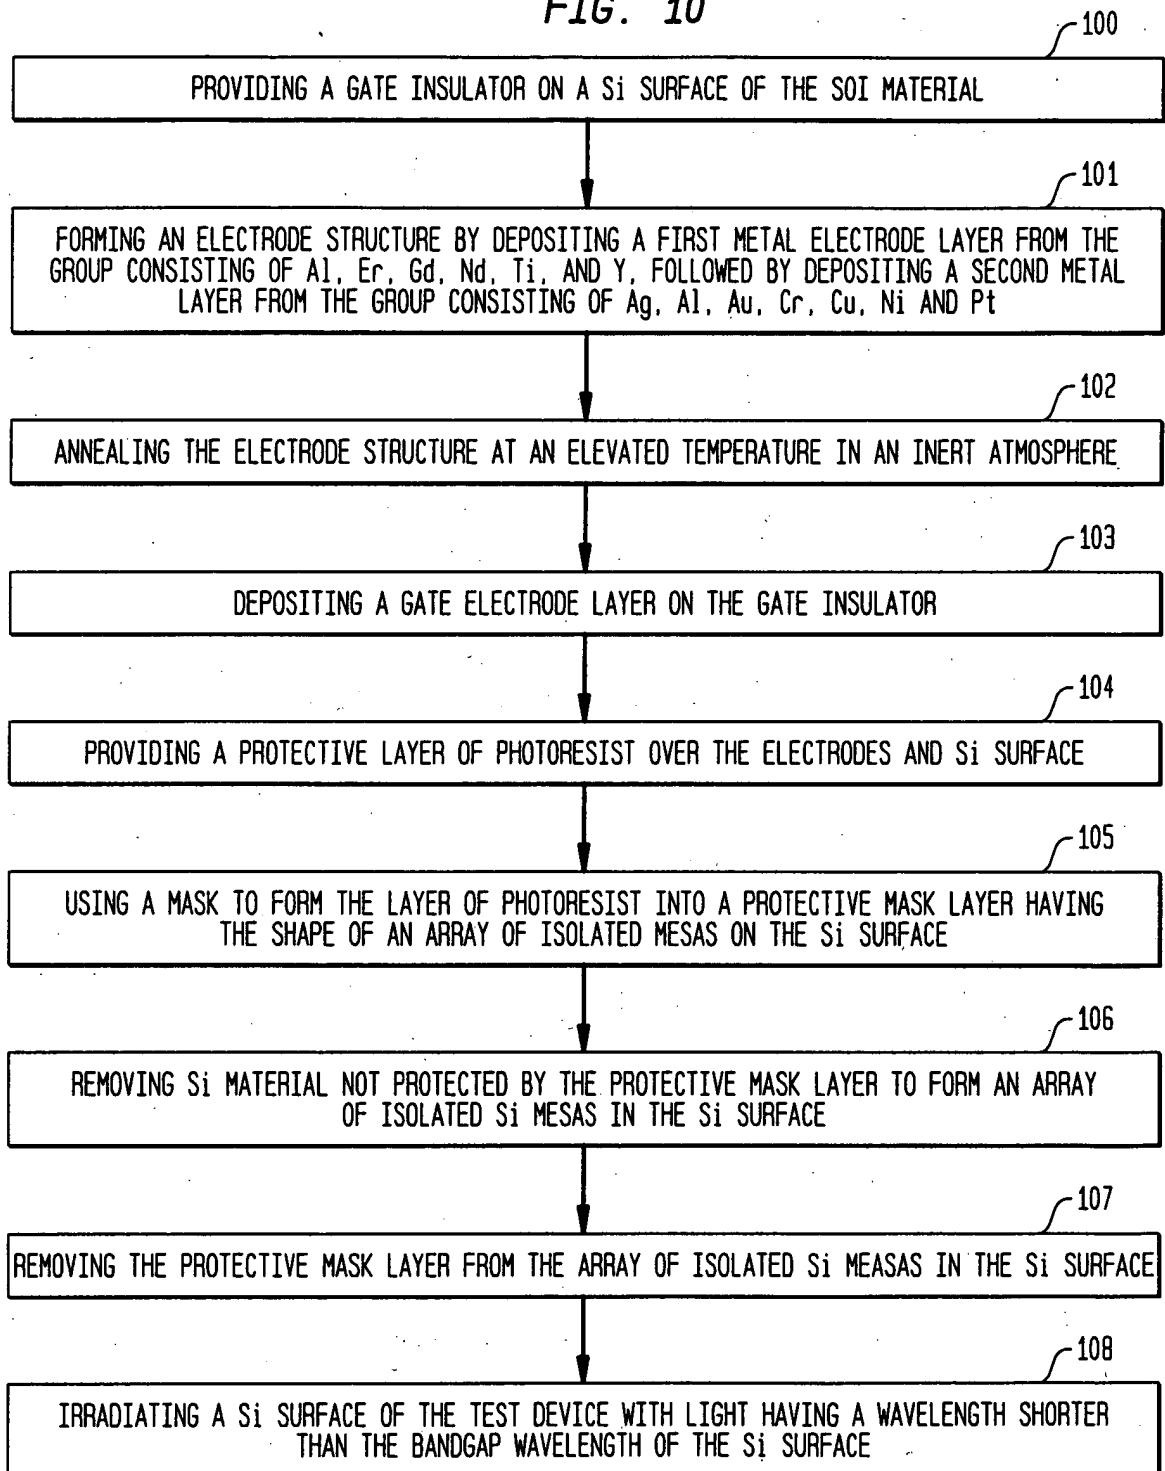 FIG. 10
100
PROVIDING A GATE INSULATOR ON A Si SURFACE OF THE SOI MATERIAL
101
FORMING AN ELECTRODE STRUCTURE BY DEPOSITING A FIRST METAL ELECTRODE LAYER FROM THE
GROUP CONSISTING OF Al, Er, Gd, Nd, Ti, AND Y, FOLLOWED BY DEPOSITING A SECOND METAL
LAYER FROM THE GROUP CONSISTING OF Ag, Al, Au, Cr, Cu, Ni AND Pt
102
ANNEALING THE ELECTRODE STRUCTURE AT AN ELEVATED TEMPERATURE IN AN INERT ATMOSPHERE
103
DEPOSITING A GATE ELECTRODE LAYER ON THE GATE INSULATOR
104
PROVIDING A PROTECTIVE LAYER OF PHOTORESIST OVER THE ELECTRODES AND Si SURFACE
105
USING A MASK TO FORM THE LAYER OF PHOTORESIST INTO A PROTECTIVE MASK LAYER HAVING
THE SHAPE OF AN ARRAY OF ISOLATED MESAS ON THE Si SURFACE
106
REMOVING Si MATERIAL NOT PROTECTED BY THE PROTECTIVE MASK LAYER TO FORM AN ARRAY
OF ISOLATED Si MESAS IN THE Si SURFACE
107
REMOVING THE PROTECTIVE MASK LAYER FROM THE ARRAY OF ISOLATED Si MEASAS IN THE Si SURFACE
108
IRRADIATING A Si SURFACE OF THE TEST DEVICE WITH LIGHT HAVING A WAVELENGTH SHORTER
THAN THE BANDGAP WAVELENGTH OF THE Si SURFACE